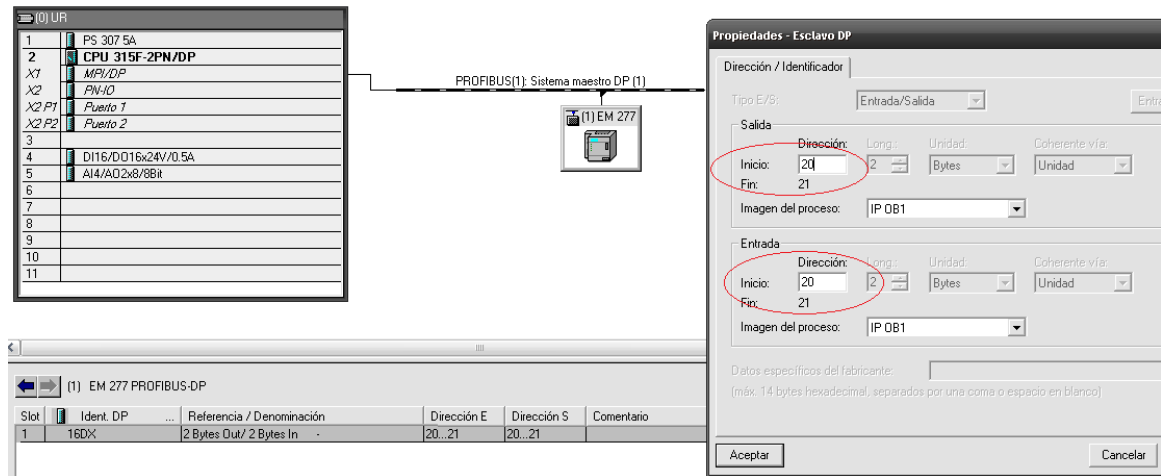 (0) UR
1 PS 307 5A
2 CPU 315F-2PN/DP
X1 MPI/DP
X2 PN-IO
X2 P1 Puerto 1
X2 P2 Puerto 2
3
4 DI16/DO16x24V/0.5A
5 AI4/AO2x8/8Bit
6
7
8
9
10
11
PROFIBUS(1): Sistema maestro DP (1)
(1) EM 277
(1) EM 277 PROFIBUS-DP
Slot Ident. DP ... Referencia / Denominación Dirección E Dirección S Comentario
1 16DX 2 Bytes Out/ 2 Bytes In - 20...21 20...21
Propiedades - Esclavo DP
Dirección / Identificador
Tipo E/S: Entrada/Salida Entra
Salida
Dirección: Long.: Unidad: Coherente vía:
Inicio: 20 2 Bytes Unidad
Fin: 21
Imagen del proceso: IP OB1
Entrada
Dirección: Long.: Unidad: Coherente vía:
Inicio: 20 2 Bytes Unidad
Fin: 21
Imagen del proceso: IP OB1
Datos específicos del fabricante:
(máx. 14 bytes hexadecimal, separados por una coma o espacio en blanco)
Aceptar Cancelar